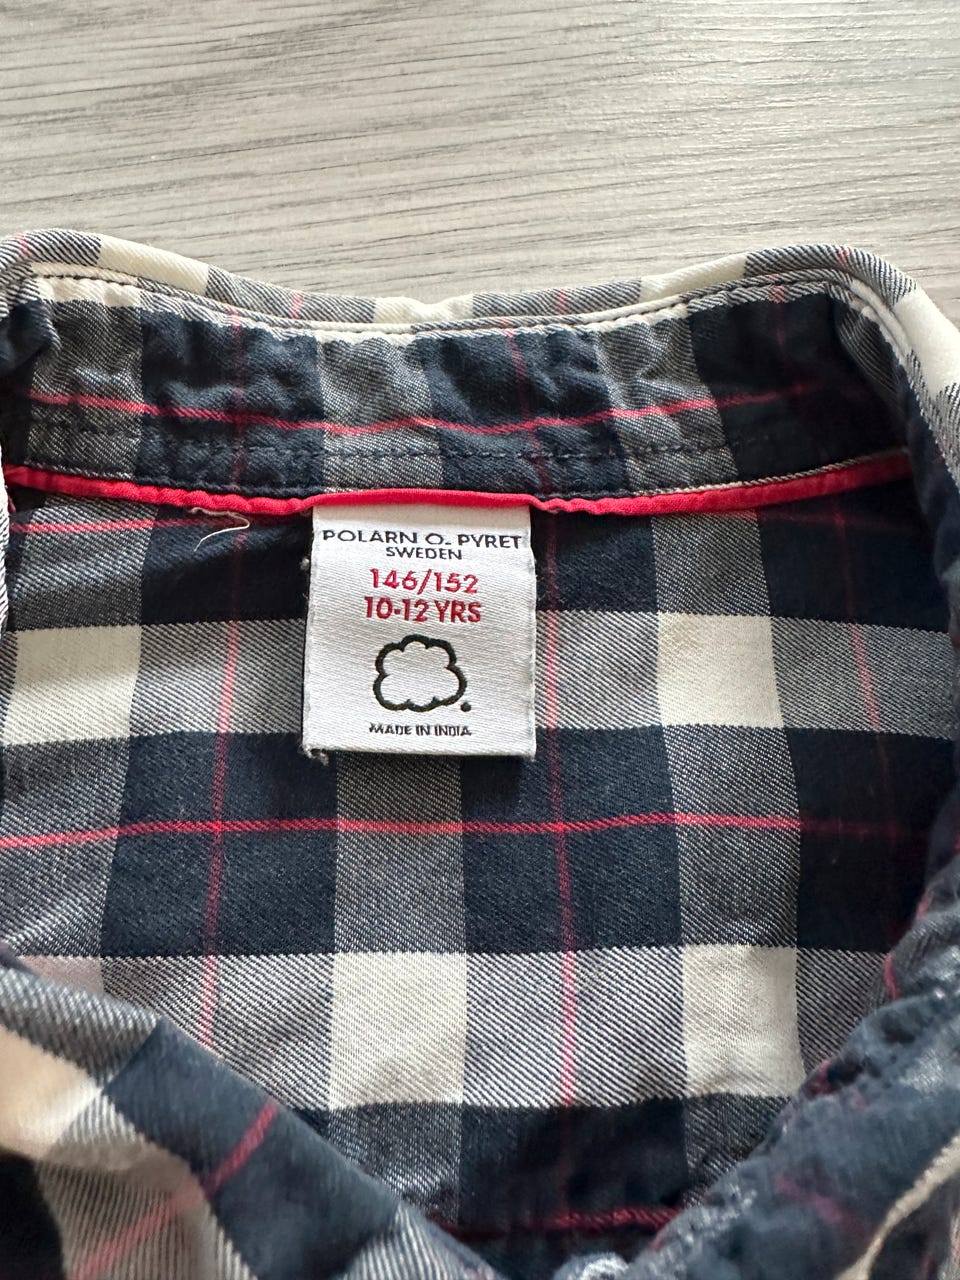 POLARN O. PYRET
SWEDEN
146/152
10-12 YRS
MADE IN INDIA